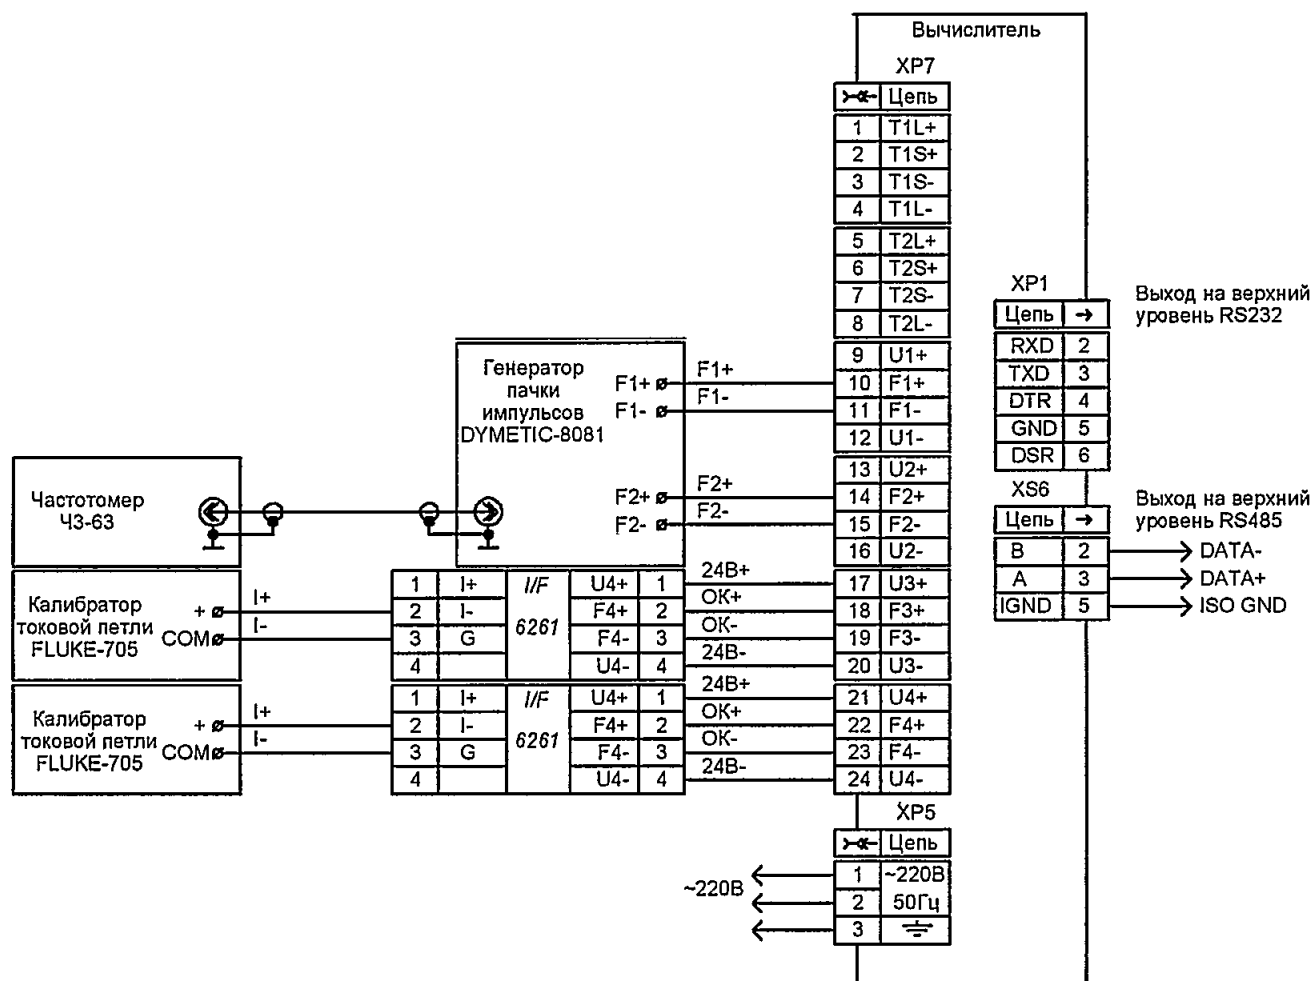 Вычислитель
XP7
Цепь
1 T1L+
2 T1S+
3 T1S-
4 T1L-
5 T2L+
6 T2S+
7 T2S-
8 T2L-
9 U1+
10 F1+
11 F1-
12 U1-
13 U2+
14 F2+
15 F2-
16 U2-
17 U3+
18 F3+
19 F3-
20 U3-
21 U4+
22 F4+
23 F4-
24 U4-
XP5
Цепь
1 ~220В
2 50Гц
3
~220В
XP1
Цепь
RXD 2
TXD 3
DTR 4
GND 5
DSR 6
Выход на верхний
уровень RS232
XS6
Цепь
B 2
A 3
IGND 5
Выход на верхний
уровень RS485
DATA-
DATA+
ISO GND
Генератор
пачки
импульсов
DYMETIC-8081
F1+
F1-
F2+
F2-
F1+
F1-
F2+
F2-
Частотомер
Ч3-63
Калибратор
токовой петли
FLUKE-705
+
COM
I+
I-
1 I+
2 I-
3 G
4
I/F
6261
U4+ 1
F4+ 2
F4- 3
U4- 4
24В+
ОК+
ОК-
24В-
Калибратор
токовой петли
FLUKE-705
+
COM
I+
I-
1 I+
2 I-
3 G
4
I/F
6261
U4+ 1
F4+ 2
F4- 3
U4- 4
24В+
ОК+
ОК-
24В-